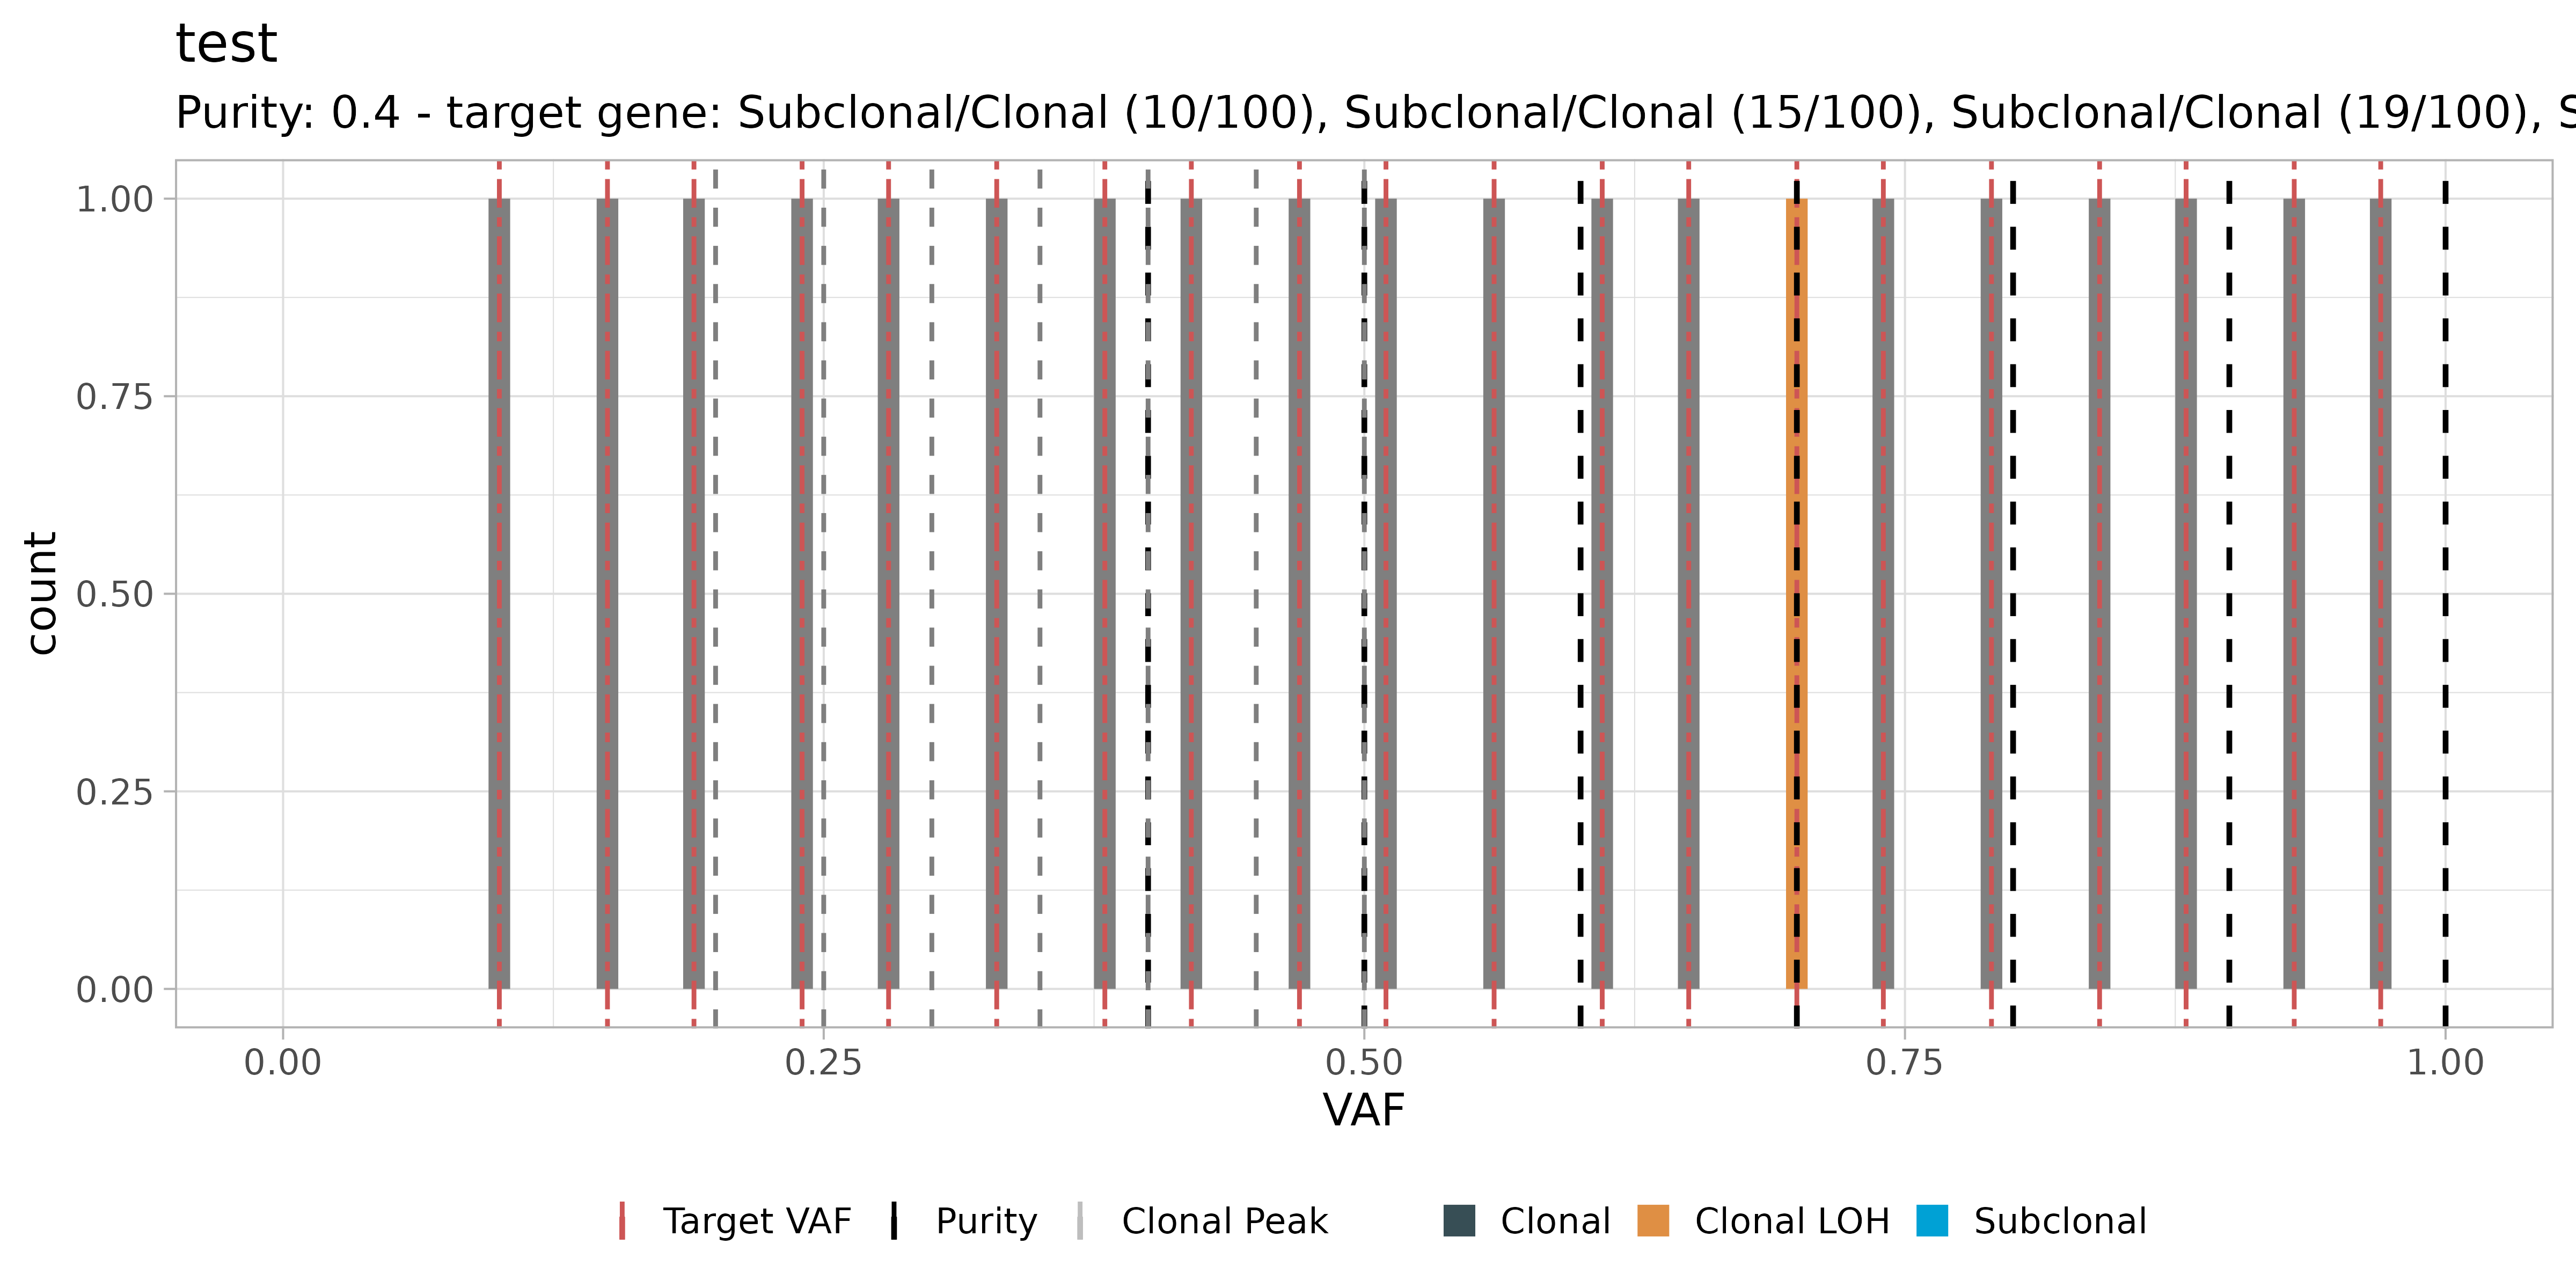 test
Purity: 0.4 - target gene: Subclonal/Clonal (10/100), Subclonal/Clonal (15/100), Subclonal/Clonal (19/100), S
1.00
0.75
0.50
0.25
0.00
count
0.00 0.25 0.50 0.75 1.00
VAF
Target VAF Purity Clonal Peak Clonal Clonal LOH Subclonal